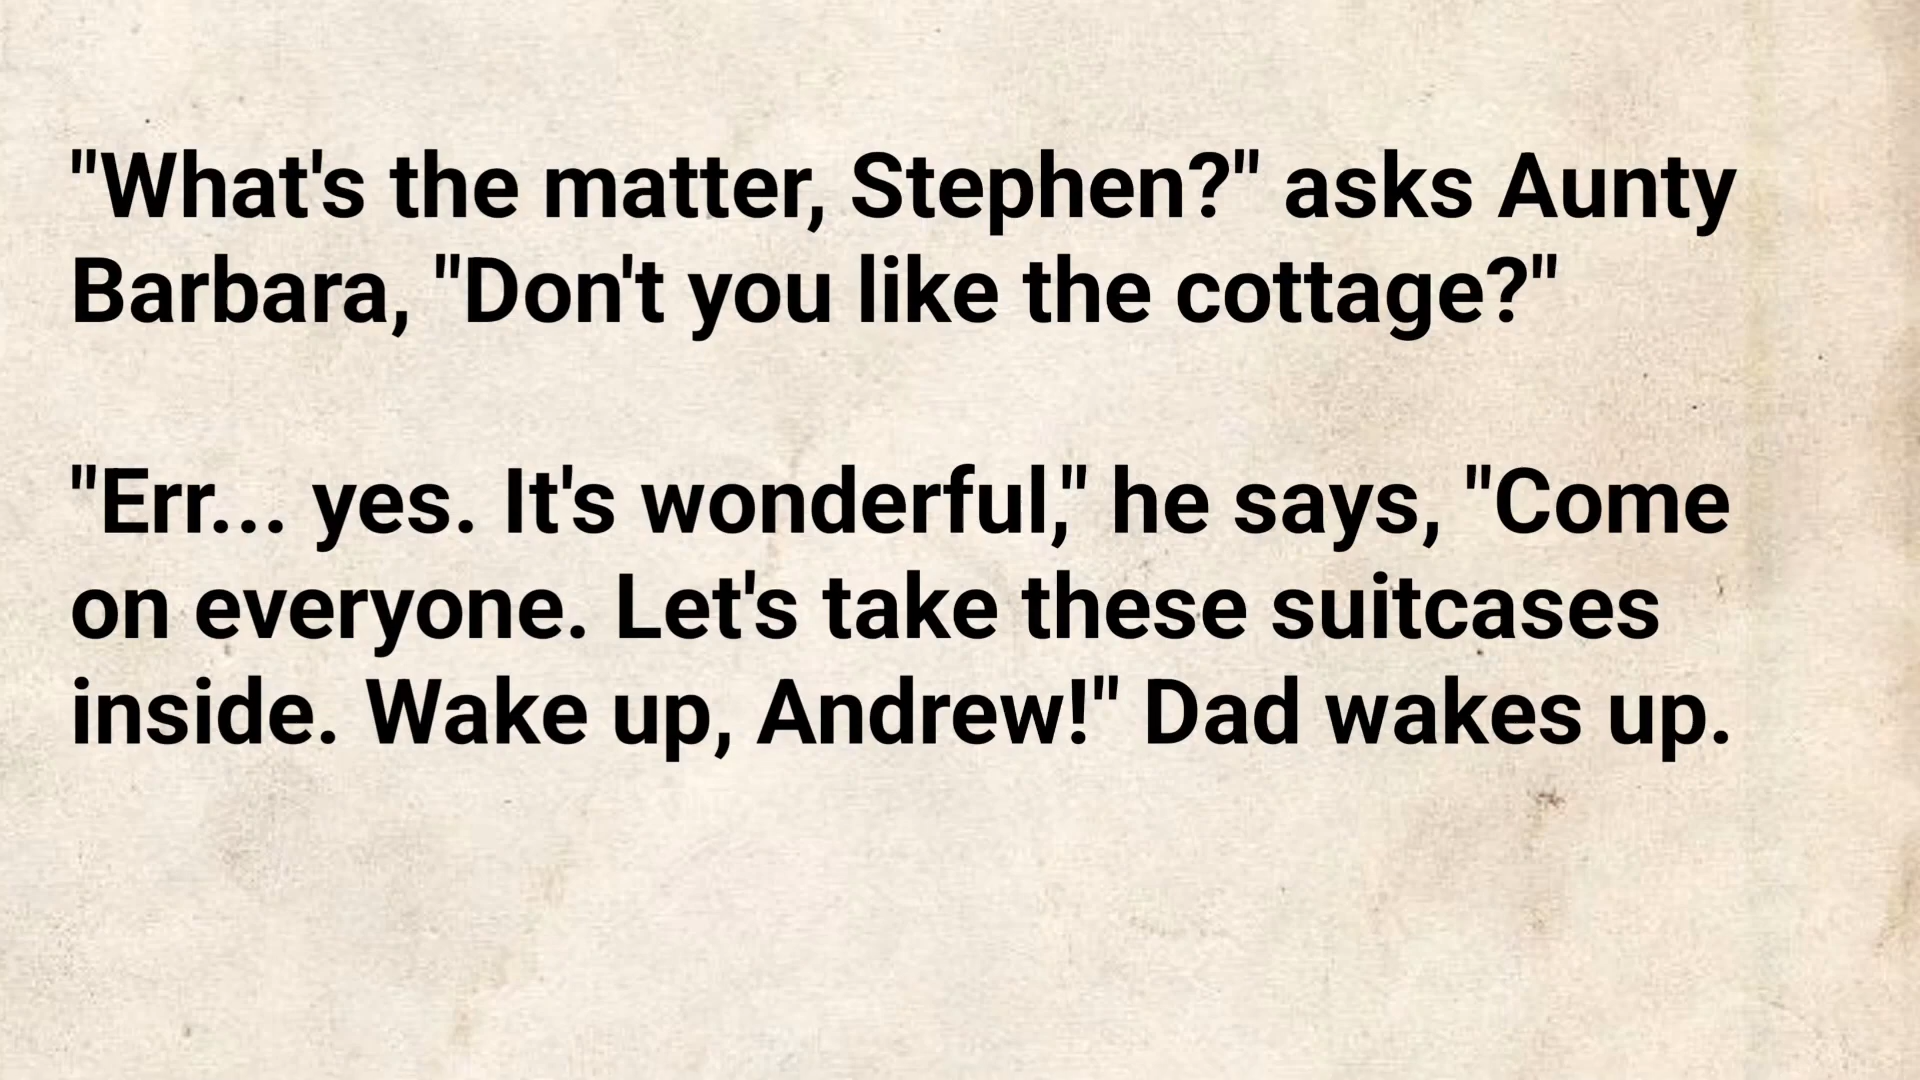 "What's the matter, Stephen?" asks Aunty
Barbara, "Don't you like the cottage?"
"Err... yes. It's wonderful," he says, "Come
on everyone. Let's take these suitcases
inside. Wake up, Andrew!" Dad wakes up.